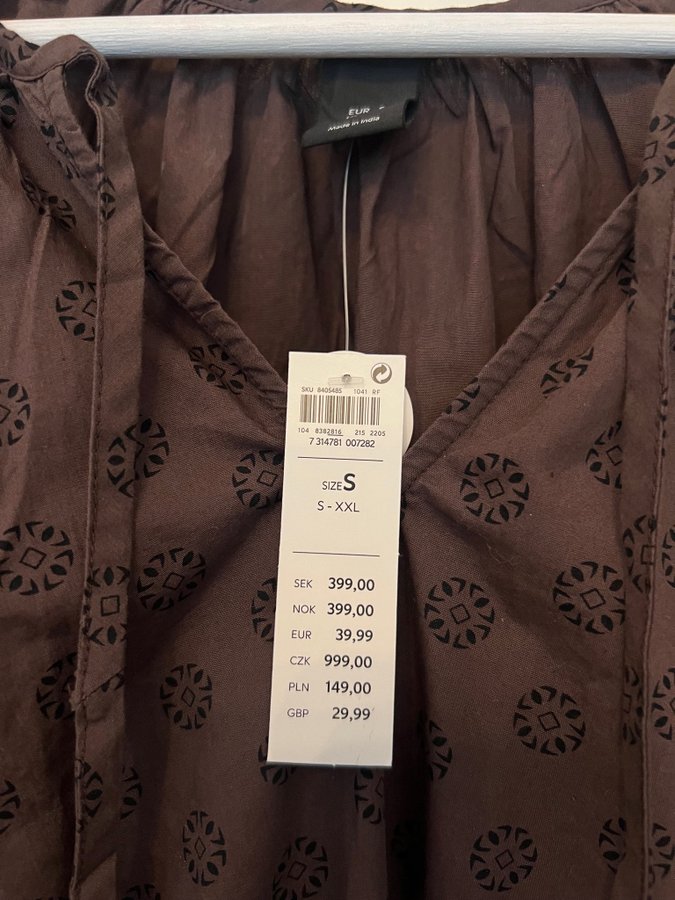 EUR
Made in India
SKU 8405485 1041 RF
104 8382816 215 2205
7 314781 007282
SIZE S
S - XXL
SEK 399,00
NOK 399,00
EUR 39,99
CZK 999,00
PLN 149,00
GBP 29,99